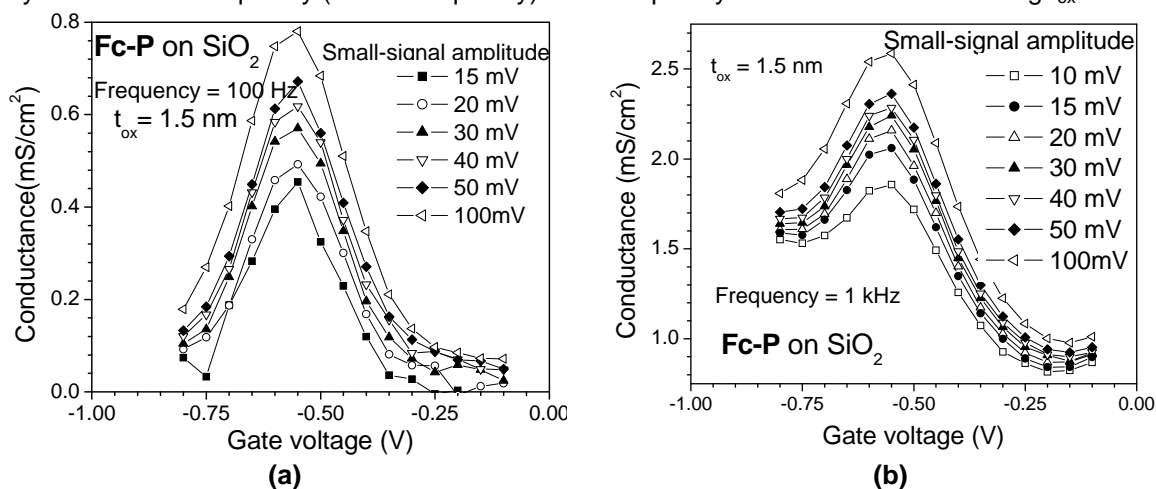 Fc-P on SiO2
Frequency = 100 Hz
tox = 1.5 nm
Small-signal amplitude
15 mV
20 mV
30 mV
40 mV
50 mV
100mV
0.8
0.6
0.4
0.2
0.0
Conductance(mS/cm2)
-1.00 -0.75 -0.50 -0.25 0.00
Gate voltage (V)
(a)
Small-signal amplitude
tox = 1.5 nm
10 mV
15 mV
20 mV
30 mV
40 mV
50 mV
100mV
Frequency = 1 kHz
Fc-P on SiO2
2.5
2.0
1.5
1.0
Conductance (mS/cm2)
-1.00 -0.75 -0.50 -0.25 0.00
Gate voltage (V)
(b)